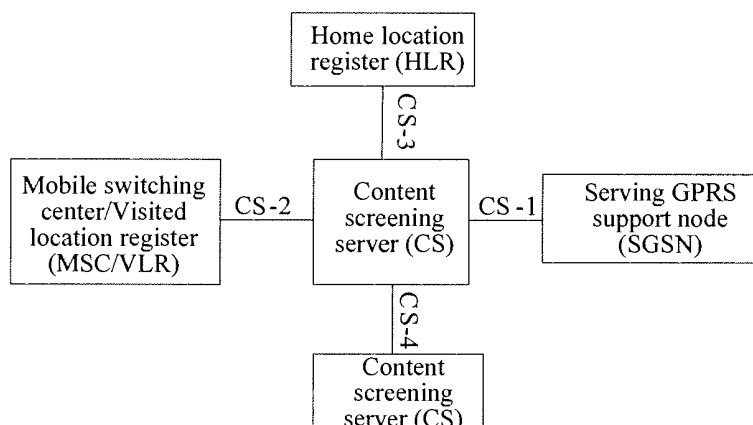 Home location
register (HLR)
CS-3
Mobile switching
center/Visited
location register
(MSC/VLR)
CS-2
Content
screening
server (CS)
CS-1
Serving GPRS
support node
(SGSN)
CS-4
Content
screening
server (CS)